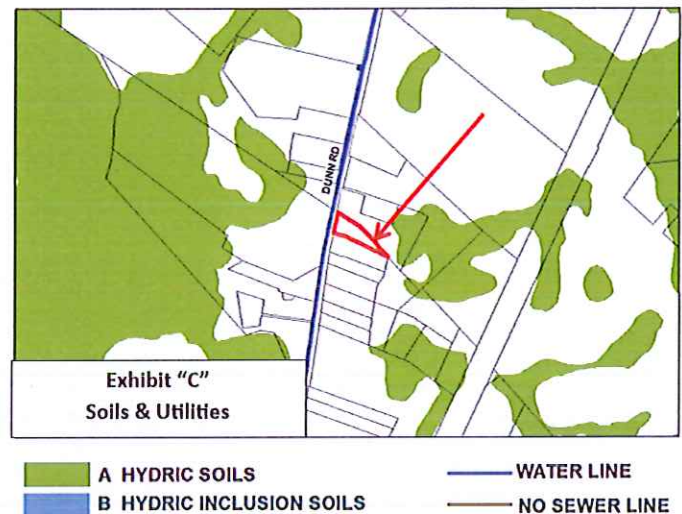 DUNN RD
Exhibit "C"
Soils & Utilities
A HYDRIC SOILS
B HYDRIC INCLUSION SOILS
WATER LINE
NO SEWER LINE